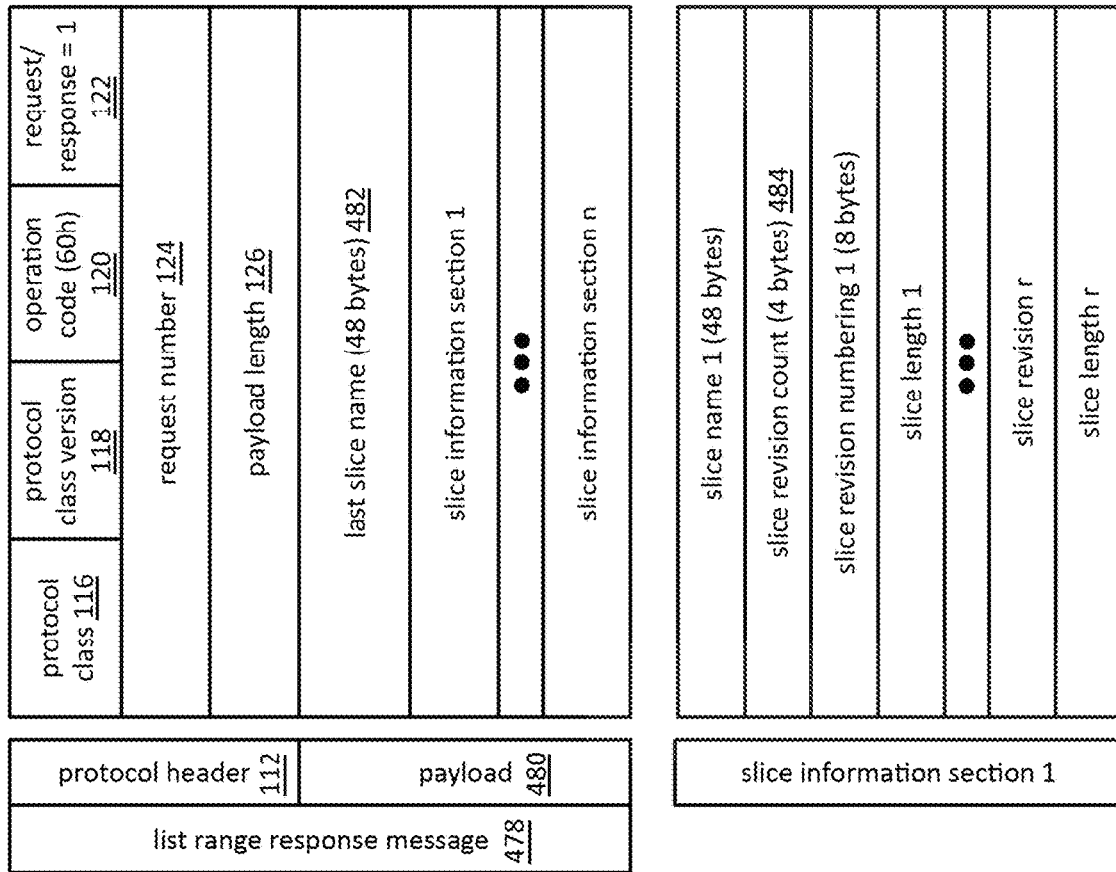 list range response message
478
protocol header
112
payload
480
protocol
class 116
protocol
class version
118
operation
code (60h)
120
request/
response = 1
122
request number 124
payload length 126
last slice name (48 bytes) 482
slice information section 1
●●●
slice information section n
slice information section 1
slice name 1 (48 bytes)
slice revision count (4 bytes) 484
slice revision numbering 1 (8 bytes)
slice length 1
●●●
slice revision r
slice length r